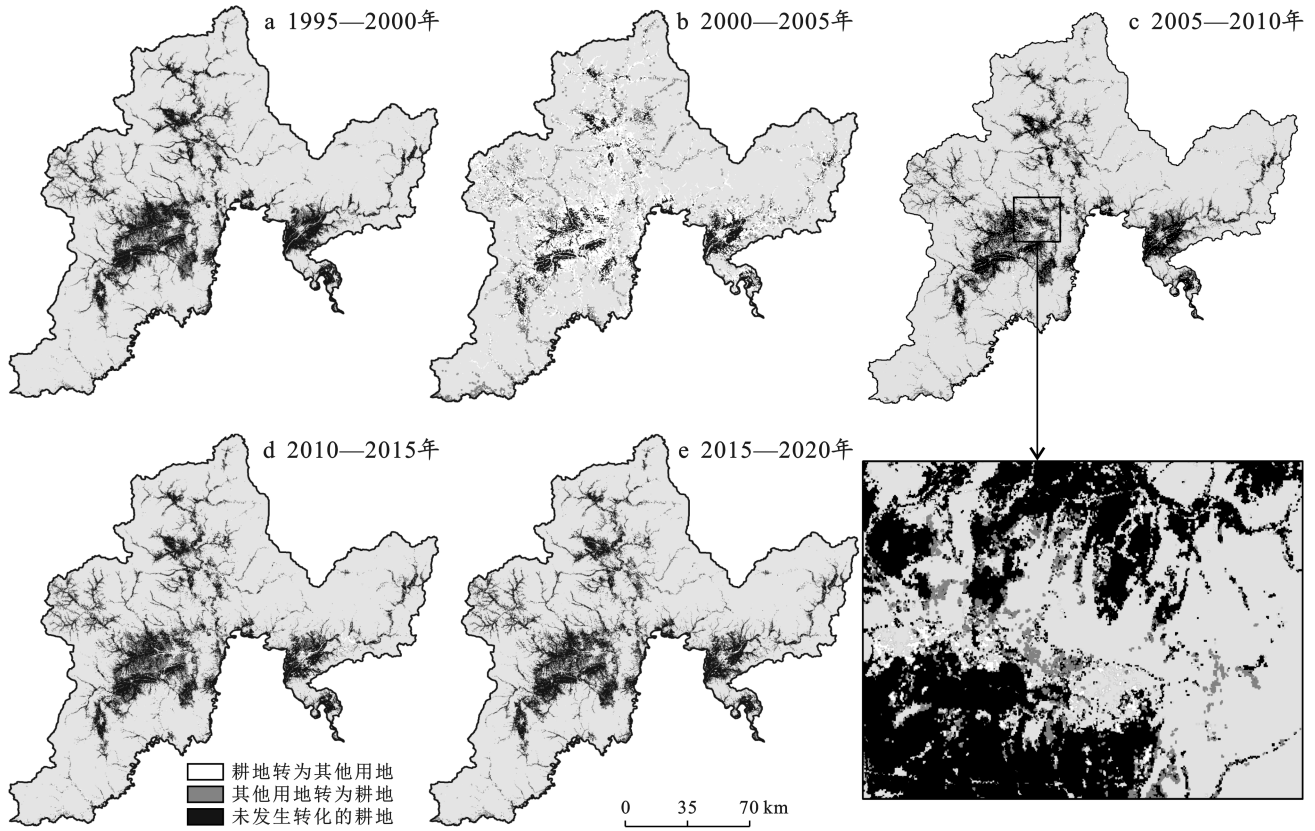 a 1995—2000年
b 2000—2005年
c 2005—2010年
d 2010—2015年
e 2015—2020年
耕地转为其他用地
其他用地转为耕地
未发生转化的耕地
0 35 70 km